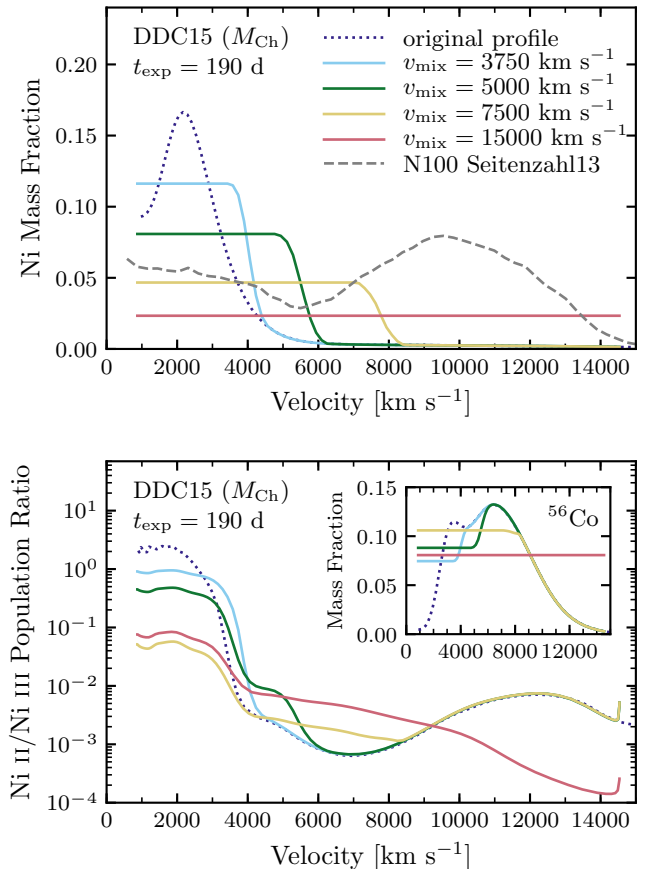 DDC15 (M_Ch)
t_exp = 190 d
original profile
v_mix = 3750 km s⁻¹
v_mix = 5000 km s⁻¹
v_mix = 7500 km s⁻¹
v_mix = 15000 km s⁻¹
N100 Seitenzahl13
0.20
0.15
0.10
0.05
0.00
Ni Mass Fraction
0 2000 4000 6000 8000 10000 12000 14000
Velocity [km s⁻¹]
DDC15 (M_Ch)
t_exp = 190 d
10¹
10⁰
10⁻¹
10⁻²
10⁻³
10⁻⁴
Ni II/Ni III Population Ratio
⁵⁶Co
0.15
0.10
0.05
0.00
Mass Fraction
0 4000 8000 12000
0 2000 4000 6000 8000 10000 12000 14000
Velocity [km s⁻¹]